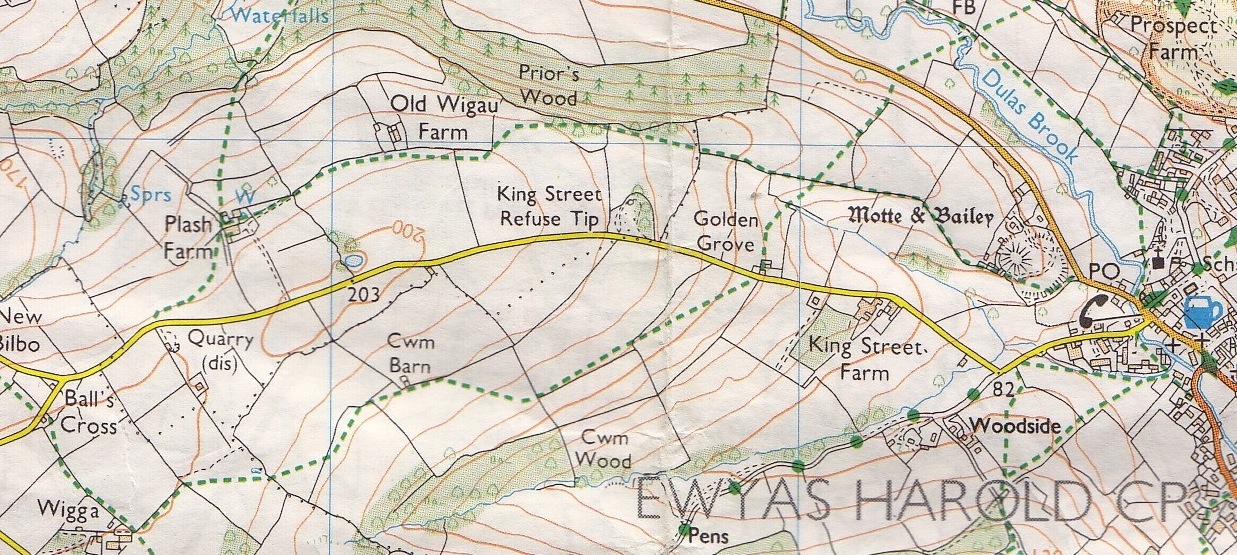 Waterfalls
FB
Prospect
Farm
Prior's
Wood
Old Wigau
Farm
Dulas Brook
170
Sprs
W
King Street
Refuse Tip
Plash
Farm
Golden
Grove
Motte & Bailey
200
PO
Sch
203
New
Bilbo
Quarry
(dis)
Cwm
Barn
King Street
Farm
82
Ball's
Cross
Woodside
Cwm
Wood
EWYAS HAROLD CP
Wigga
Pens